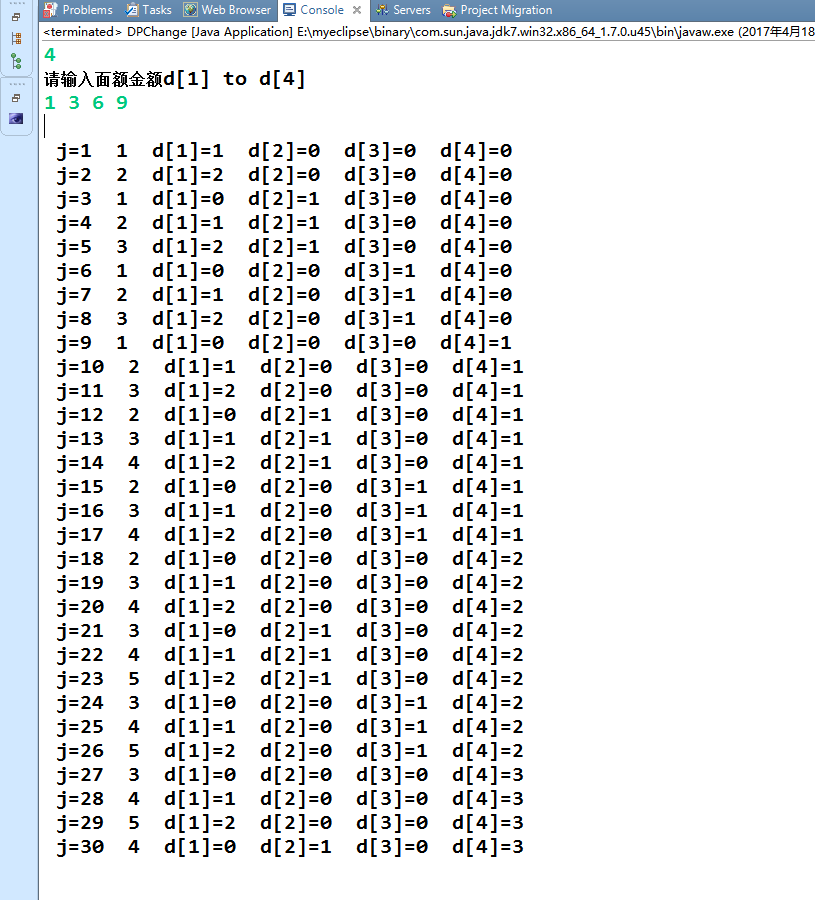 Problems Tasks Web Browser Console Servers Project Migration
<terminated> DPChange [Java Application] E:\myeclipse\binary\com.sun.java.jdk7.win32.x86_64_1.7.0.u45\bin\javaw.exe (2017年4月18
4
请输入面额金额d[1] to d[4]
1 3 6 9
j=1 1 d[1]=1 d[2]=0 d[3]=0 d[4]=0
j=2 2 d[1]=2 d[2]=0 d[3]=0 d[4]=0
j=3 1 d[1]=0 d[2]=1 d[3]=0 d[4]=0
j=4 2 d[1]=1 d[2]=1 d[3]=0 d[4]=0
j=5 3 d[1]=2 d[2]=1 d[3]=0 d[4]=0
j=6 1 d[1]=0 d[2]=0 d[3]=1 d[4]=0
j=7 2 d[1]=1 d[2]=0 d[3]=1 d[4]=0
j=8 3 d[1]=2 d[2]=0 d[3]=1 d[4]=0
j=9 1 d[1]=0 d[2]=0 d[3]=0 d[4]=1
j=10 2 d[1]=1 d[2]=0 d[3]=0 d[4]=1
j=11 3 d[1]=2 d[2]=0 d[3]=0 d[4]=1
j=12 2 d[1]=0 d[2]=1 d[3]=0 d[4]=1
j=13 3 d[1]=1 d[2]=1 d[3]=0 d[4]=1
j=14 4 d[1]=2 d[2]=1 d[3]=0 d[4]=1
j=15 2 d[1]=0 d[2]=0 d[3]=1 d[4]=1
j=16 3 d[1]=1 d[2]=0 d[3]=1 d[4]=1
j=17 4 d[1]=2 d[2]=0 d[3]=1 d[4]=1
j=18 2 d[1]=0 d[2]=0 d[3]=0 d[4]=2
j=19 3 d[1]=1 d[2]=0 d[3]=0 d[4]=2
j=20 4 d[1]=2 d[2]=0 d[3]=0 d[4]=2
j=21 3 d[1]=0 d[2]=1 d[3]=0 d[4]=2
j=22 4 d[1]=1 d[2]=1 d[3]=0 d[4]=2
j=23 5 d[1]=2 d[2]=1 d[3]=0 d[4]=2
j=24 3 d[1]=0 d[2]=0 d[3]=1 d[4]=2
j=25 4 d[1]=1 d[2]=0 d[3]=1 d[4]=2
j=26 5 d[1]=2 d[2]=0 d[3]=1 d[4]=2
j=27 3 d[1]=0 d[2]=0 d[3]=0 d[4]=3
j=28 4 d[1]=1 d[2]=0 d[3]=0 d[4]=3
j=29 5 d[1]=2 d[2]=0 d[3]=0 d[4]=3
j=30 4 d[1]=0 d[2]=1 d[3]=0 d[4]=3